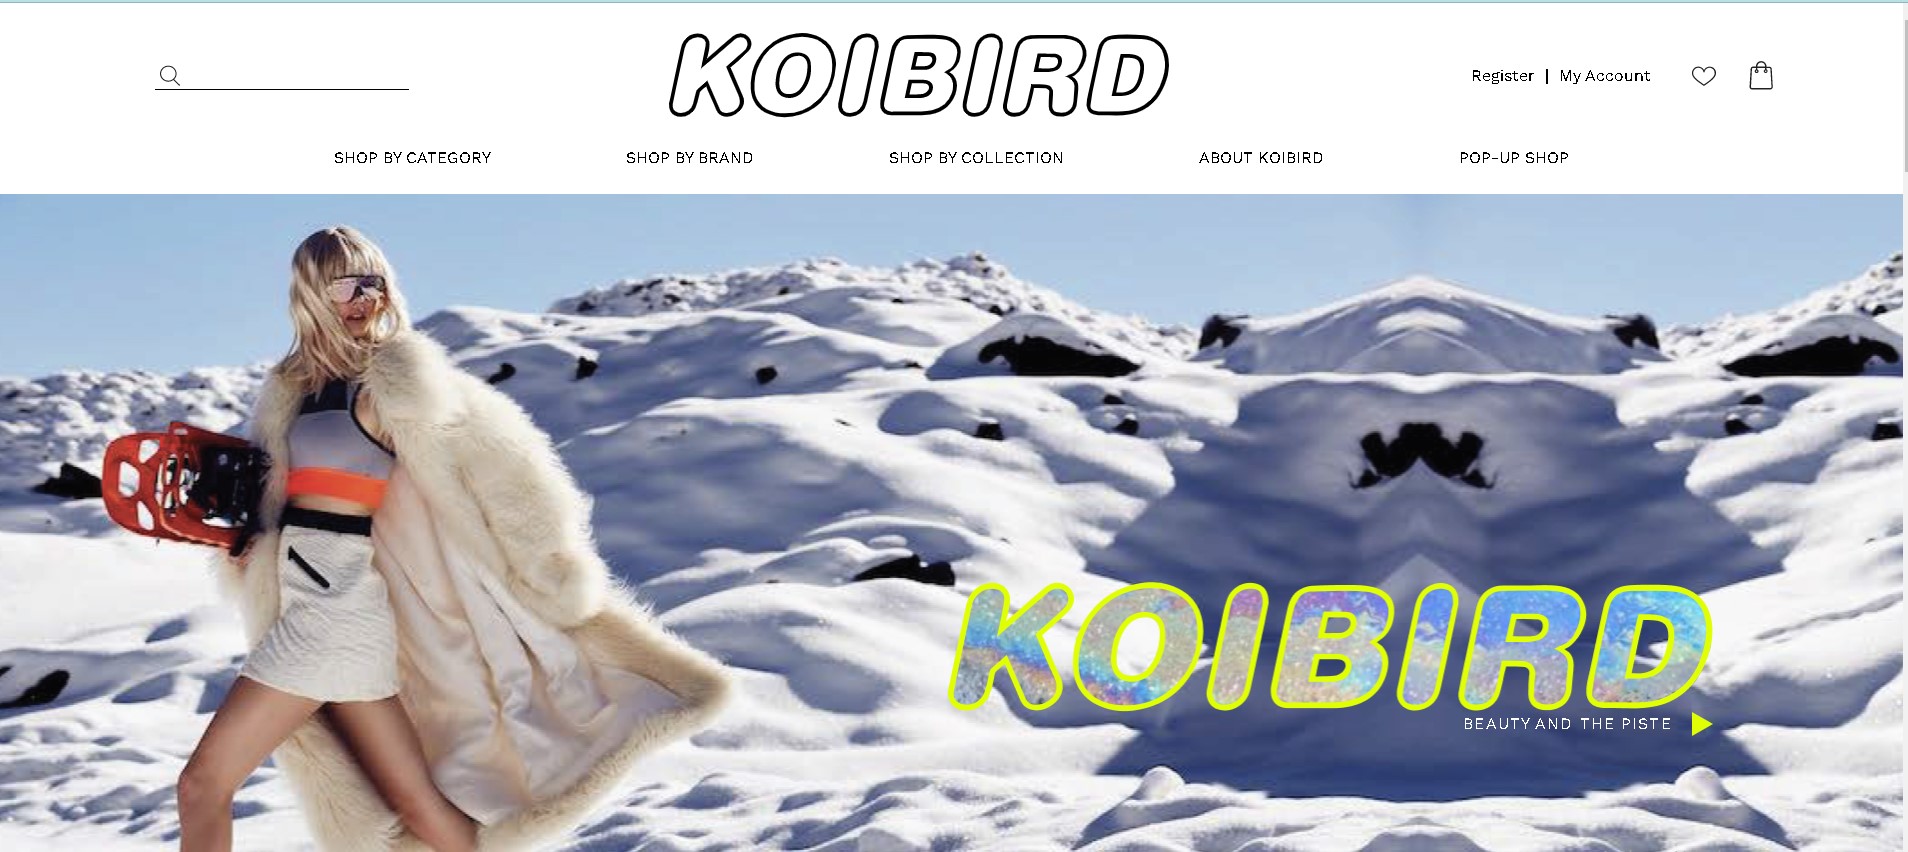 KOIBIRD
Register | My Account
SHOP BY CATEGORY
SHOP BY BRAND
SHOP BY COLLECTION
ABOUT KOIBIRD
POP-UP SHOP
KOIBIRD
BEAUTY AND THE PISTE